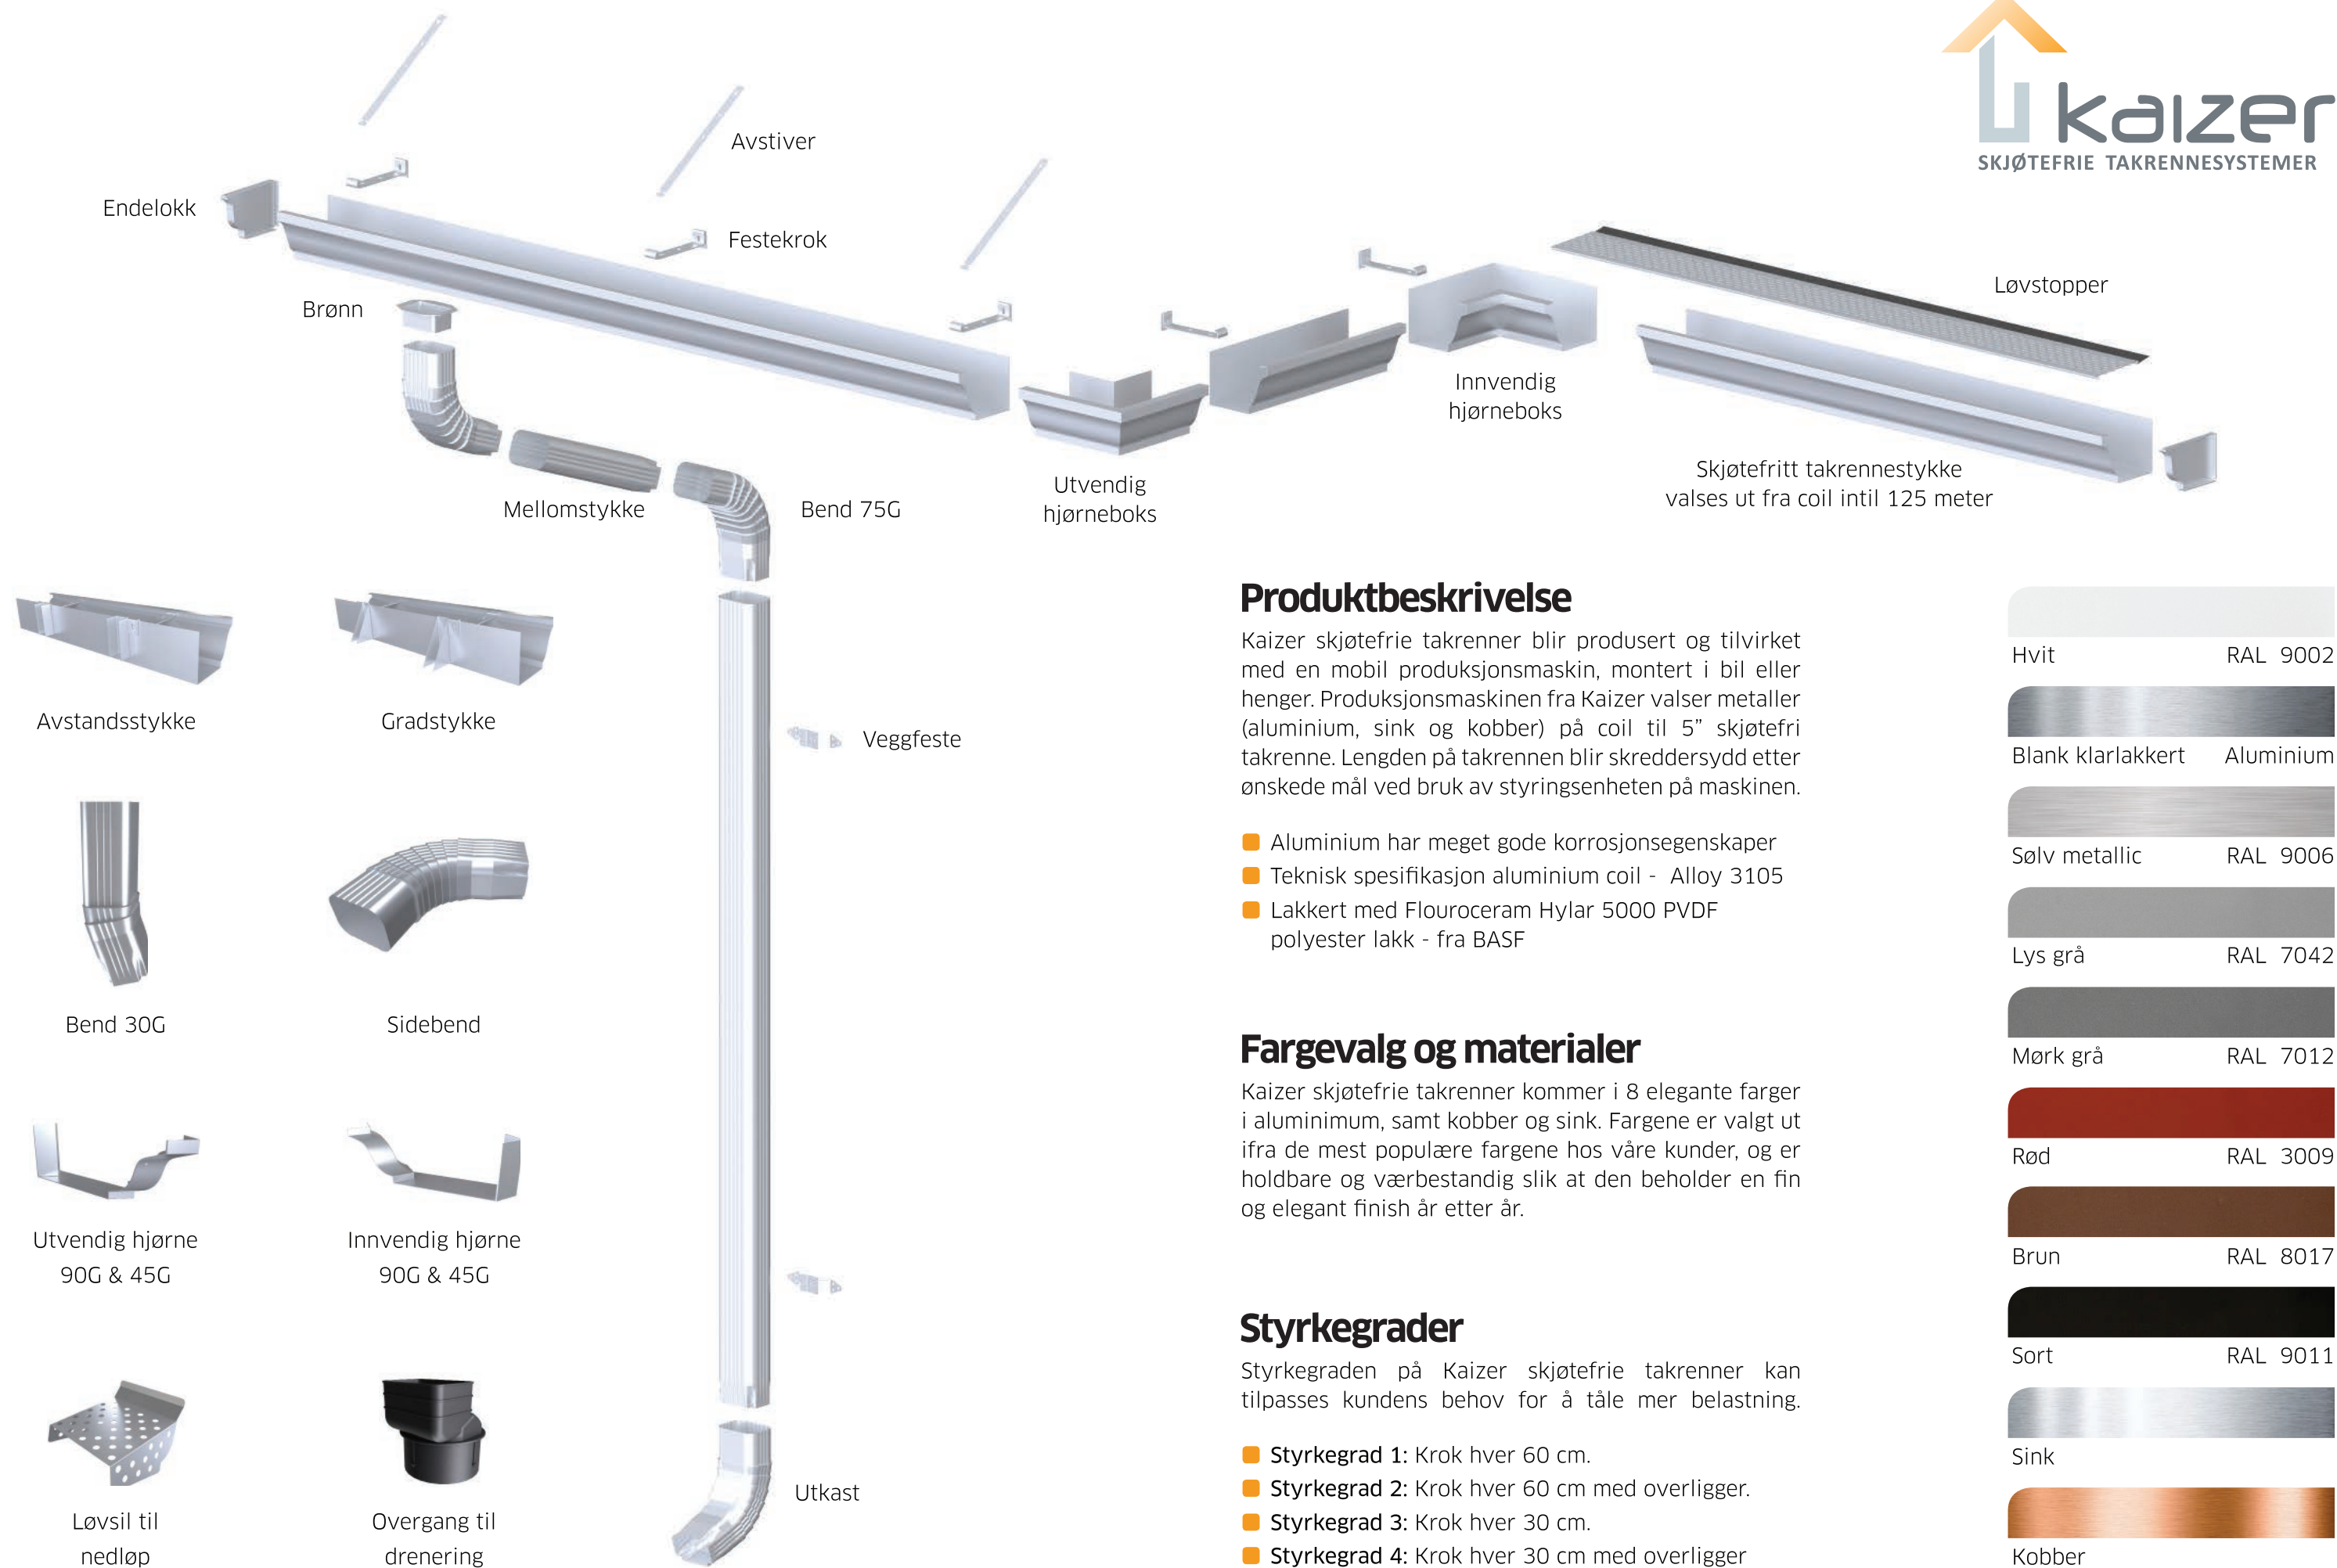 kaizer
SKJØTEFRIE TAKRENNESYSTEMER
Avstiver
Endelokk
Festekrok
Brønn
Løvstopper
Innvendig
hjørneboks
Skjøtefritt takrennestykke
valses ut fra coil intil 125 meter
Utvendig
hjørneboks
Mellomstykke
Bend 75G
Avstandsstykke
Gradstykke
Veggfeste
Bend 30G
Sidebend
Utvendig hjørne
90G & 45G
Innvendig hjørne
90G & 45G
Løvsil til
nedløp
Overgang til
drenering
Utkast
Produktbeskrivelse
Kaizer skjøtefrie takrenner blir produsert og tilvirket
med en mobil produksjonsmaskin, montert i bil eller
henger. Produksjonsmaskinen fra Kaizer valser metaller
(aluminium, sink og kobber) på coil til 5” skjøtefri
takrenne. Lengden på takrennen blir skreddersydd etter
ønskede mål ved bruk av styringsenheten på maskinen.
Aluminium har meget gode korrosjonsegenskaper
Teknisk spesifikasjon aluminium coil - Alloy 3105
Lakkert med Flouroceram Hylar 5000 PVDF
polyester lakk - fra BASF
Fargevalg og materialer
Kaizer skjøtefrie takrenner kommer i 8 elegante farger
i aluminimum, samt kobber og sink. Fargene er valgt ut
ifra de mest populære fargene hos våre kunder, og er
holdbare og værbestandig slik at den beholder en fin
og elegant finish år etter år.
Styrkegrader
Styrkegraden på Kaizer skjøtefrie takrenner kan
tilpasses kundens behov for å tåle mer belastning.
Styrkegrad 1: Krok hver 60 cm.
Styrkegrad 2: Krok hver 60 cm med overligger.
Styrkegrad 3: Krok hver 30 cm.
Styrkegrad 4: Krok hver 30 cm med overligger
Hvit RAL 9002
Blank klarlakkert Aluminium
Sølv metallic RAL 9006
Lys grå RAL 7042
Mørk grå RAL 7012
Rød RAL 3009
Brun RAL 8017
Sort RAL 9011
Sink
Kobber